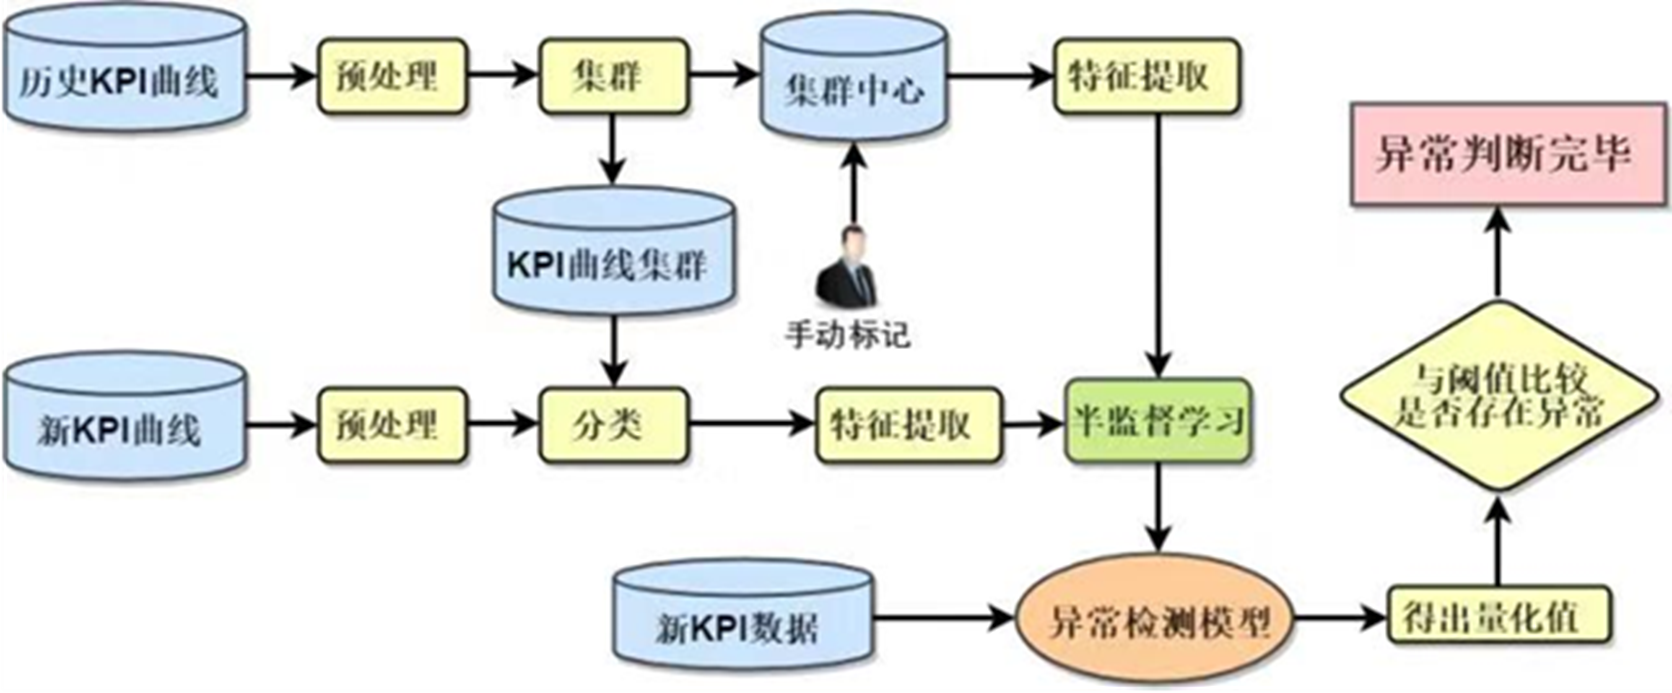 历史KPI曲线
预处理
集群
集群中心
特征提取
异常判断完毕
KPI曲线集群
手动标记
新KPI曲线
预处理
分类
特征提取
半监督学习
与阈值比较
是否存在异常
新KPI数据
异常检测模型
得出量化值